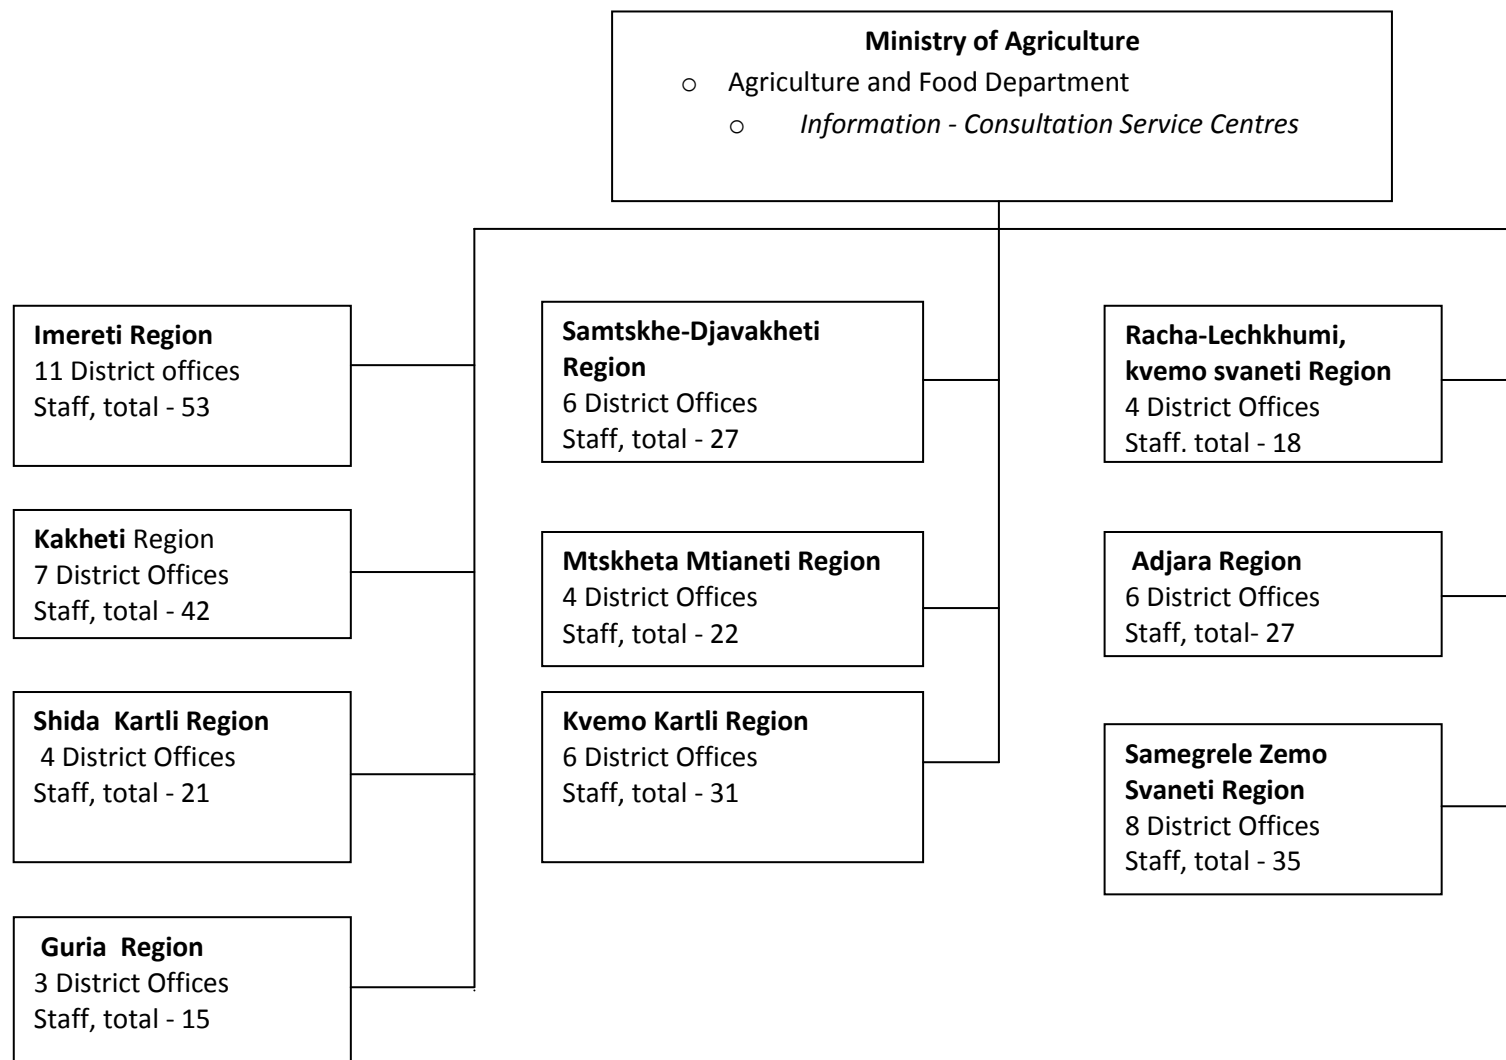 Ministry of Agriculture
o Agriculture and Food Department
o Information - Consultation Service Centres
Imereti Region
11 District offices
Staff, total - 53
Kakheti Region
7 District Offices
Staff, total - 42
Shida Kartli Region
4 District Offices
Staff, total - 21
Guria Region
3 District Offices
Staff, total - 15
Samtskhe-Djavakheti
Region
6 District Offices
Staff, total - 27
Mtskheta Mtianeti Region
4 District Offices
Staff, total - 22
Kvemo Kartli Region
6 District Offices
Staff, total - 31
Racha-Lechkhumi,
kvemo svaneti Region
4 District Offices
Staff. total - 18
Adjara Region
6 District Offices
Staff, total- 27
Samegrele Zemo
Svaneti Region
8 District Offices
Staff, total - 35